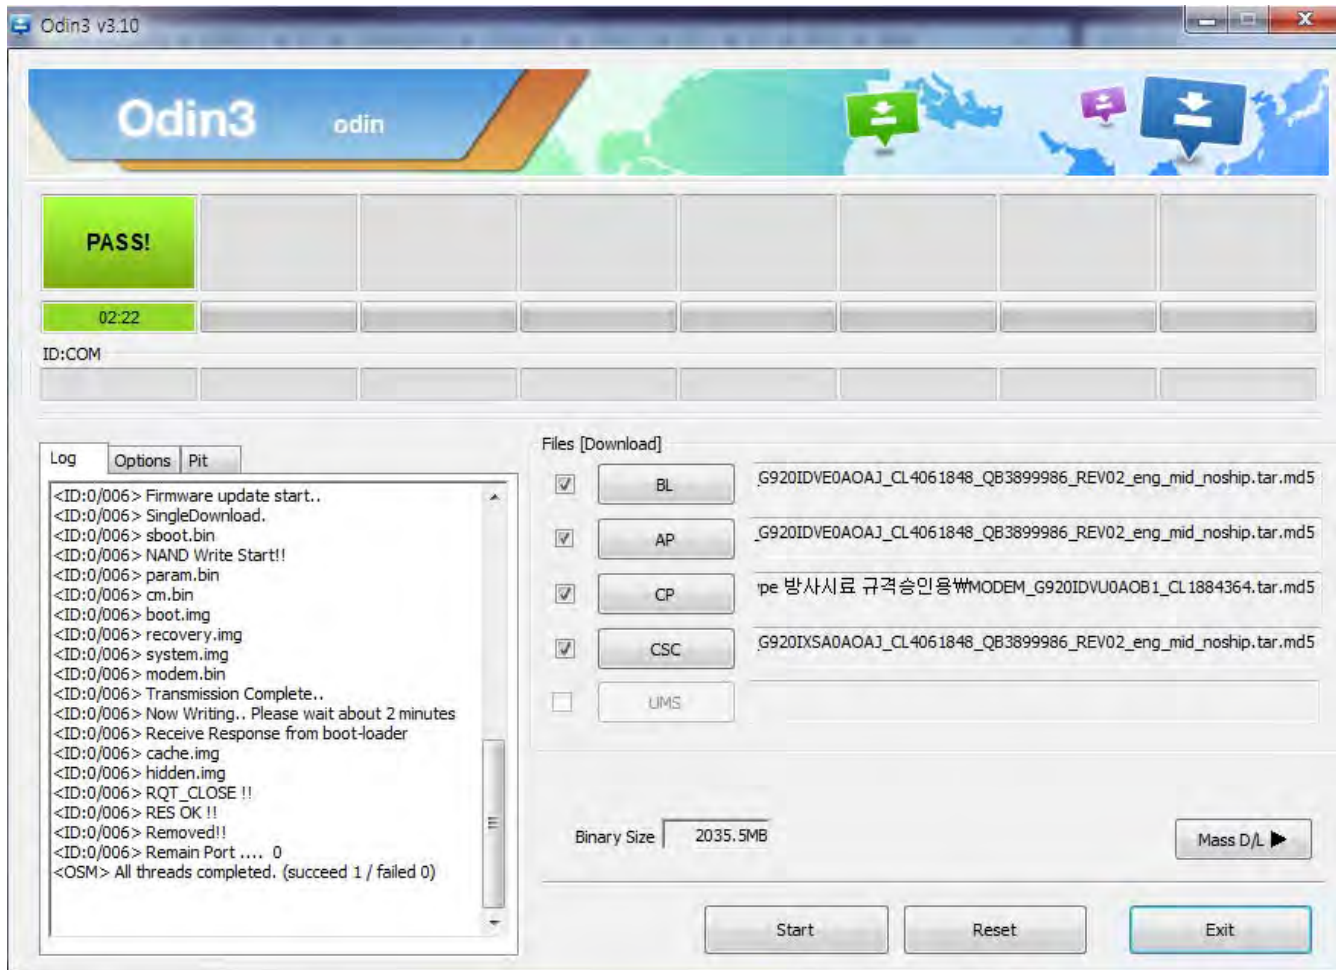 Odin3 v3.10
Odin3 odin
PASS!
02:22
ID:COM
Log Options Pit
<ID:0/006> Firmware update start..
<ID:0/006> SingleDownload.
<ID:0/006> sboot.bin
<ID:0/006> NAND Write Start!!
<ID:0/006> param.bin
<ID:0/006> cm.bin
<ID:0/006> boot.img
<ID:0/006> recovery.img
<ID:0/006> system.img
<ID:0/006> modem.bin
<ID:0/006> Transmission Complete..
<ID:0/006> Now Writing.. Please wait about 2 minutes
<ID:0/006> Receive Response from boot-loader
<ID:0/006> cache.img
<ID:0/006> hidden.img
<ID:0/006> RQT_CLOSE !!
<ID:0/006> RES OK !!
<ID:0/006> Removed!!
<ID:0/006> Remain Port .... 0
<OSM> All threads completed. (succeed 1 / failed 0)
Files [Download]
BL _G920IDVE0AOAJ_CL4061848_QB3899986_REV02_eng_mid_noship.tar.md5
AP _G920IDVE0AOAJ_CL4061848_QB3899986_REV02_eng_mid_noship.tar.md5
CP pe 방사시료 규격승인용₩MODEM_G920IDVU0AOB1_CL1884364.tar.md5
CSC _G920IXSA0AOAJ_CL4061848_QB3899986_REV02_eng_mid_noship.tar.md5
UMS
Binary Size 2035.5MB
Mass D/L ▶
Start Reset Exit